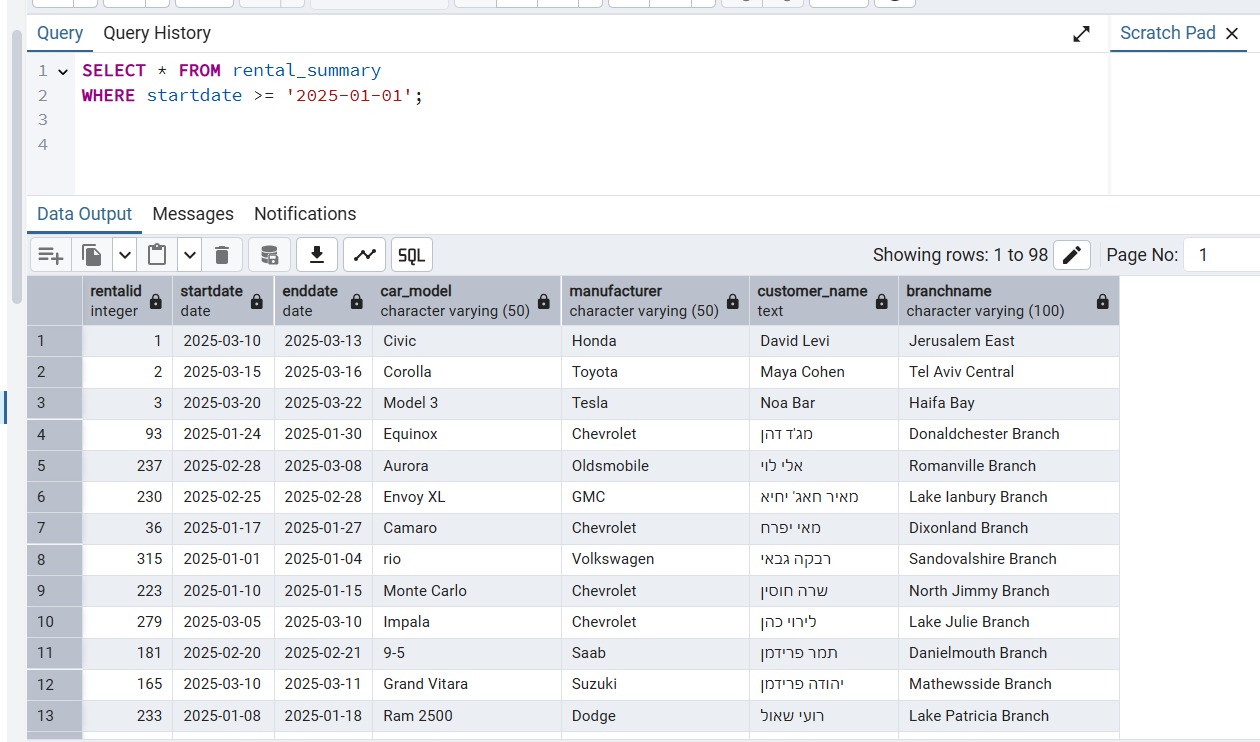 Query Query History Scratch Pad
1 SELECT * FROM rental_summary
2 WHERE startdate >= '2025-01-01';
3
4
Data Output Messages Notifications
SQL Showing rows: 1 to 98 Page No: 1
rentalid startdate enddate car_model manufacturer customer_name branchname
integer date date character varying (50) character varying (50) text character varying (100)
1 1 2025-03-10 2025-03-13 Civic Honda David Levi Jerusalem East
2 2 2025-03-15 2025-03-16 Corolla Toyota Maya Cohen Tel Aviv Central
3 3 2025-03-20 2025-03-22 Model 3 Tesla Noa Bar Haifa Bay
4 93 2025-01-24 2025-01-30 Equinox Chevrolet מג'ד דהן Donaldchester Branch
5 237 2025-02-28 2025-03-08 Aurora Oldsmobile אלי לוי Romanville Branch
6 230 2025-02-25 2025-02-28 Envoy XL GMC מאיר חאג' יחיא Lake Ianbury Branch
7 36 2025-01-17 2025-01-27 Camaro Chevrolet מאי יפרח Dixonland Branch
8 315 2025-01-01 2025-01-04 rio Volkswagen רבקה גבאי Sandovalshire Branch
9 223 2025-01-10 2025-01-15 Monte Carlo Chevrolet שרה חוסין North Jimmy Branch
10 279 2025-03-05 2025-03-10 Impala Chevrolet לירוי כהן Lake Julie Branch
11 181 2025-02-20 2025-02-21 9-5 Saab תמר פרידמן Danielmouth Branch
12 165 2025-03-10 2025-03-11 Grand Vitara Suzuki יהודה פרידמן Mathewsside Branch
13 233 2025-01-08 2025-01-18 Ram 2500 Dodge רועי שאול Lake Patricia Branch